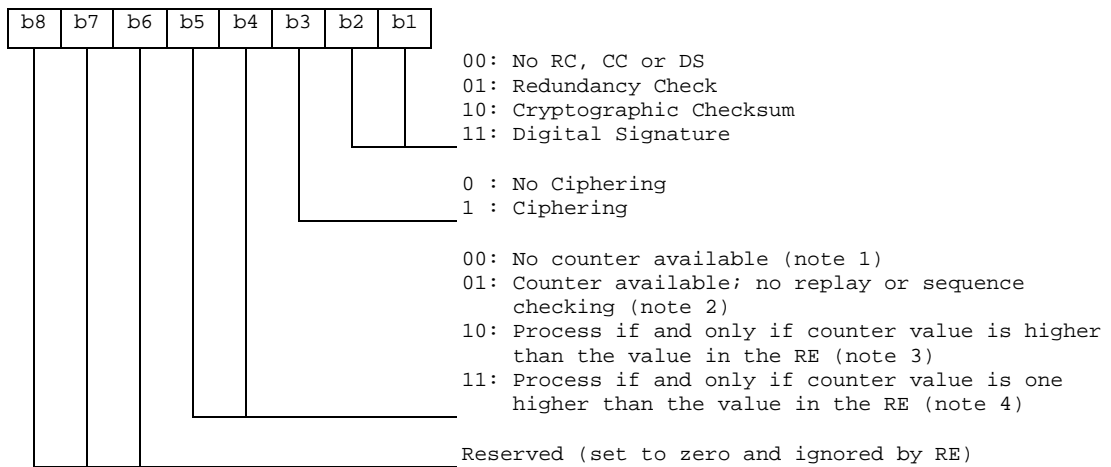 b8 b7 b6 b5 b4 b3 b2 b1
00: No RC, CC or DS
01: Redundancy Check
10: Cryptographic Checksum
11: Digital Signature
0 : No Ciphering
1 : Ciphering
00: No counter available (note 1)
01: Counter available; no replay or sequence
checking (note 2)
10: Process if and only if counter value is higher
than the value in the RE (note 3)
11: Process if and only if counter value is one
higher than the value in the RE (note 4)
Reserved (set to zero and ignored by RE)